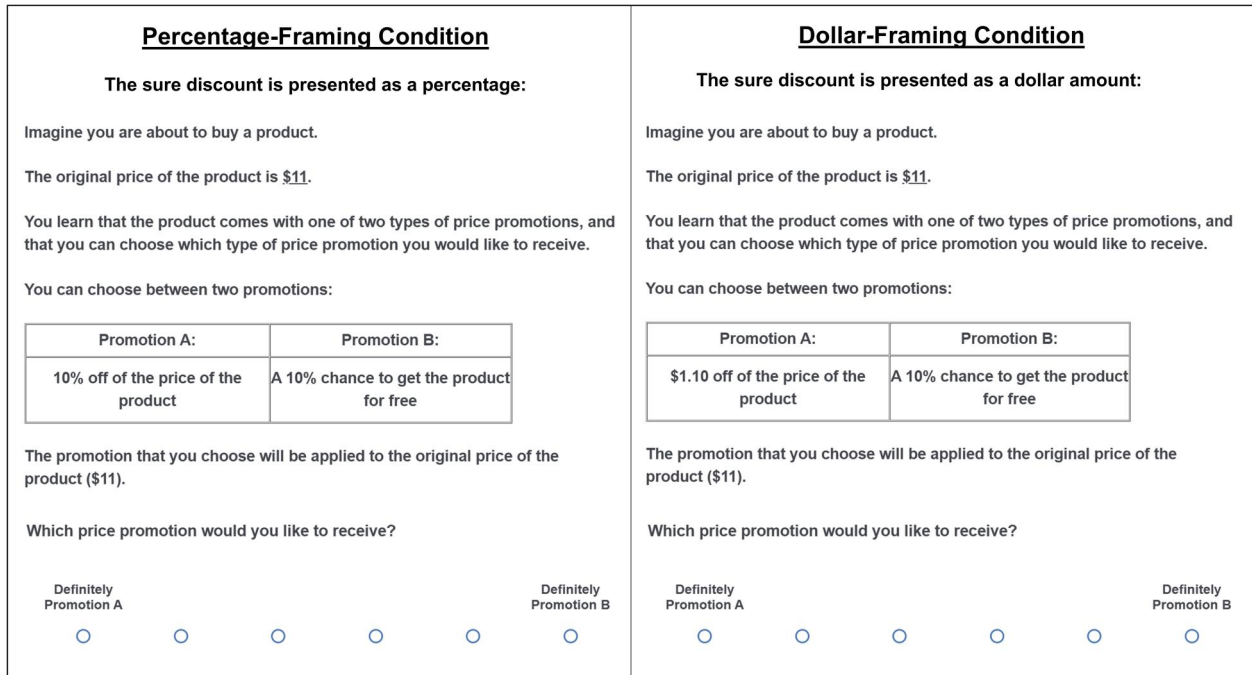 Percentage-Framing Condition
The sure discount is presented as a percentage:
Imagine you are about to buy a product.
The original price of the product is $11.
You learn that the product comes with one of two types of price promotions, and
that you can choose which type of price promotion you would like to receive.
You can choose between two promotions:
Promotion A:
Promotion B:
10% off of the price of the
product
A 10% chance to get the product
for free
The promotion that you choose will be applied to the original price of the
product ($11).
Which price promotion would you like to receive?
Definitely
Promotion A
Definitely
Promotion B
Dollar-Framing Condition
The sure discount is presented as a dollar amount:
Imagine you are about to buy a product.
The original price of the product is $11.
You learn that the product comes with one of two types of price promotions, and
that you can choose which type of price promotion you would like to receive.
You can choose between two promotions:
Promotion A:
Promotion B:
$1.10 off of the price of the
product
A 10% chance to get the product
for free
The promotion that you choose will be applied to the original price of the
product ($11).
Which price promotion would you like to receive?
Definitely
Promotion A
Definitely
Promotion B